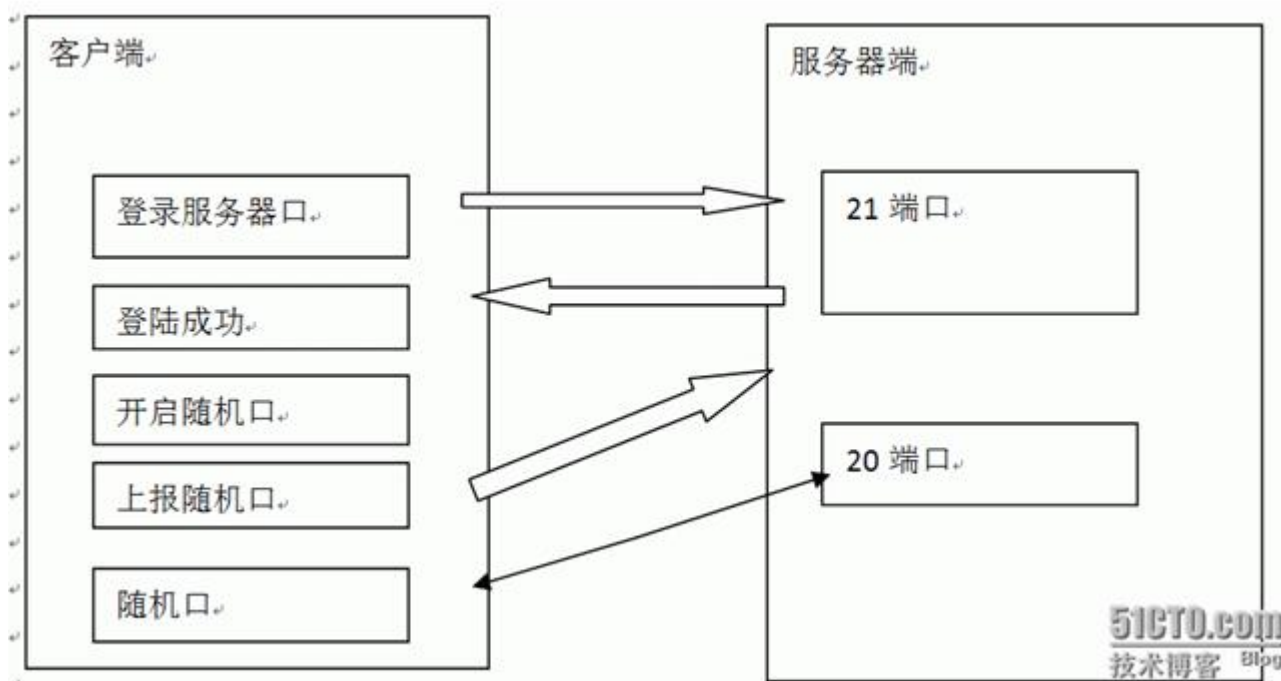 客户端
登录服务器口
登陆成功
开启随机口
上报随机口
随机口
服务器端
21 端口
20 端口
51CTO.com
技术博客 Blog